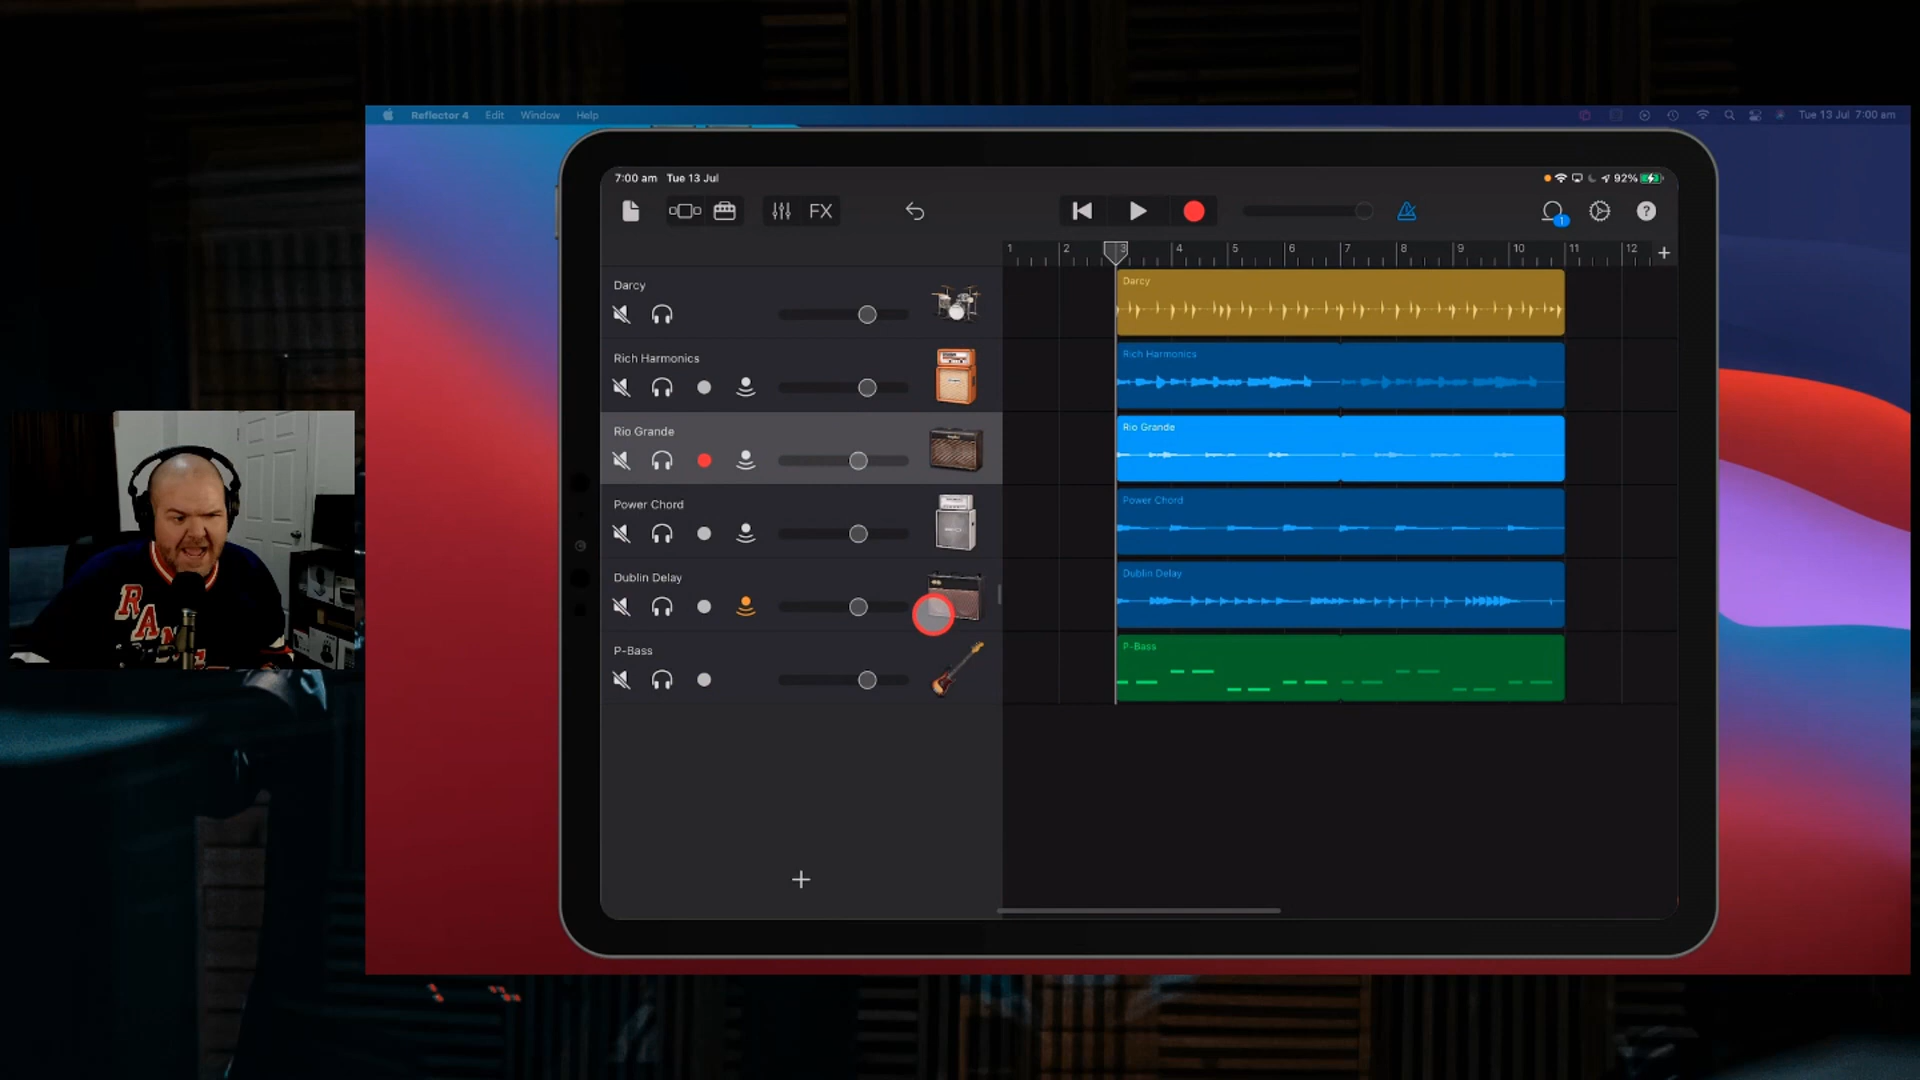 Reflector 4 Edit Window Help
Tue 13 Jul 7:00 am
7:00 am Tue 13 Jul
92%
FX
1
?
1 2 3 4 5 6 7 8 9 10 11 12
Darcy
Darcy
Rich Harmonics
Rich Harmonics
Rio Grande
Rio Grande
Power Chord
Power Chord
Dublin Delay
Dublin Delay
P-Bass
P-Bass
RA